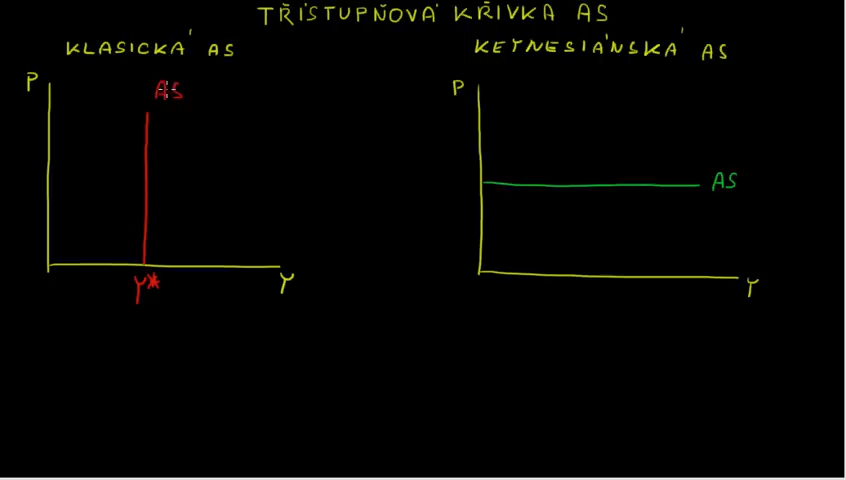 TŘÍSTUPŇOVÁ KŘIVKA AS
KLASICKÁ AS
KEYNESIÁNSKÁ AS
P
AS
Y*
Y
P
AS
Y